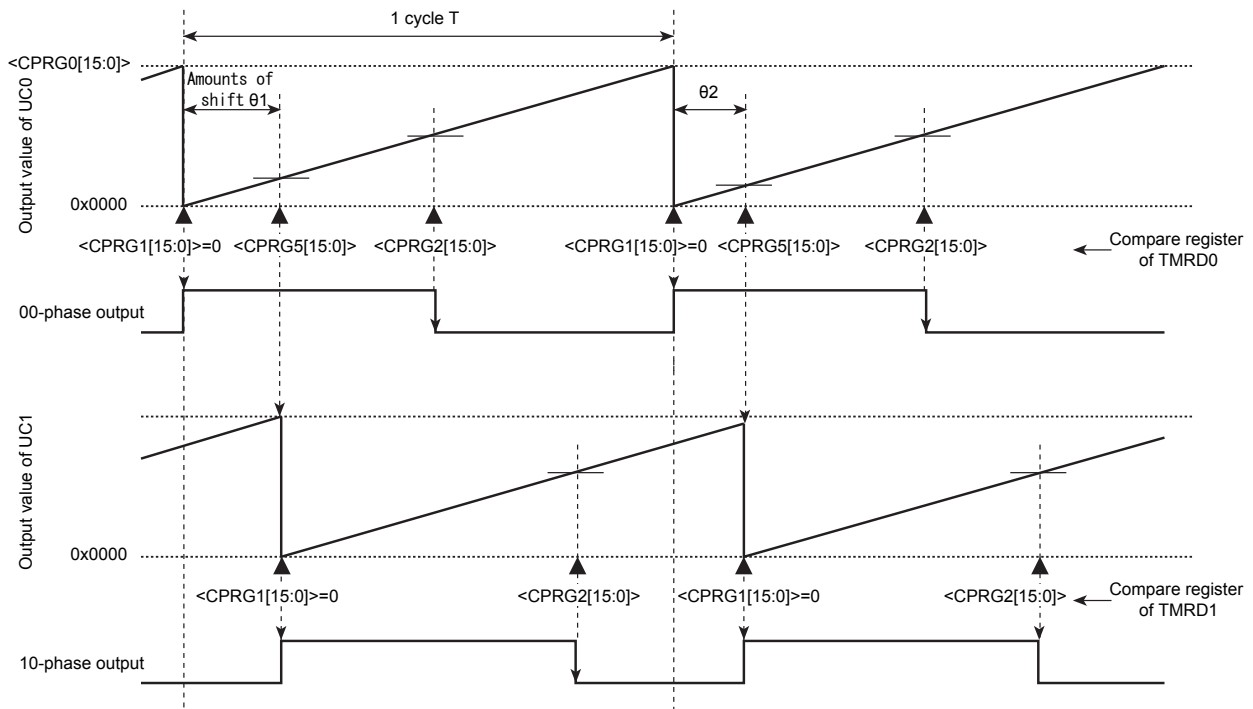 1 cycle T
<CPRG0[15:0]>
Amounts of
shift θ1
θ2
Output value of UC0
0x0000
<CPRG1[15:0]>=0
<CPRG5[15:0]>
<CPRG2[15:0]>
<CPRG1[15:0]>=0
<CPRG5[15:0]>
<CPRG2[15:0]>
Compare register
of TMRD0
00-phase output
Output value of UC1
0x0000
<CPRG1[15:0]>=0
<CPRG2[15:0]>
<CPRG1[15:0]>=0
<CPRG2[15:0]>
Compare register
of TMRD1
10-phase output